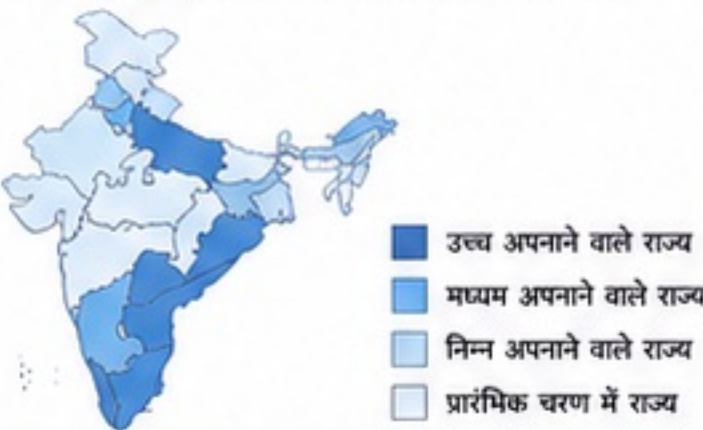 उच्च अपनाने वाले राज्य
मध्यम अपनाने वाले राज्य
निम्न अपनाने वाले राज्य
प्रारंभिक चरण में राज्य